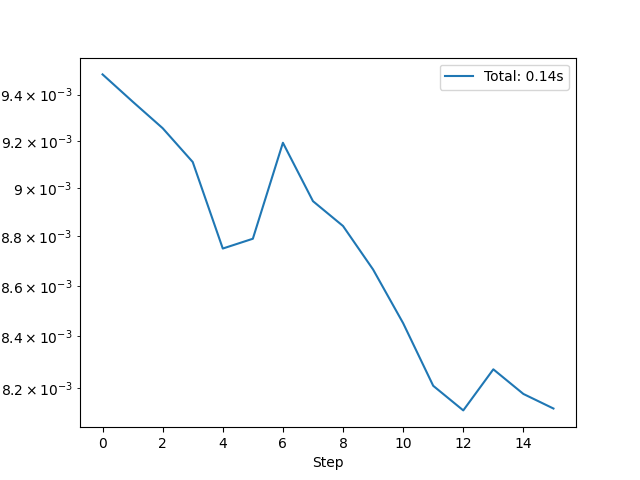 Total: 0.14s
9.4 × 10⁻³
9.2 × 10⁻³
9 × 10⁻³
8.8 × 10⁻³
8.6 × 10⁻³
8.4 × 10⁻³
8.2 × 10⁻³
0 2 4 6 8 10 12 14
Step